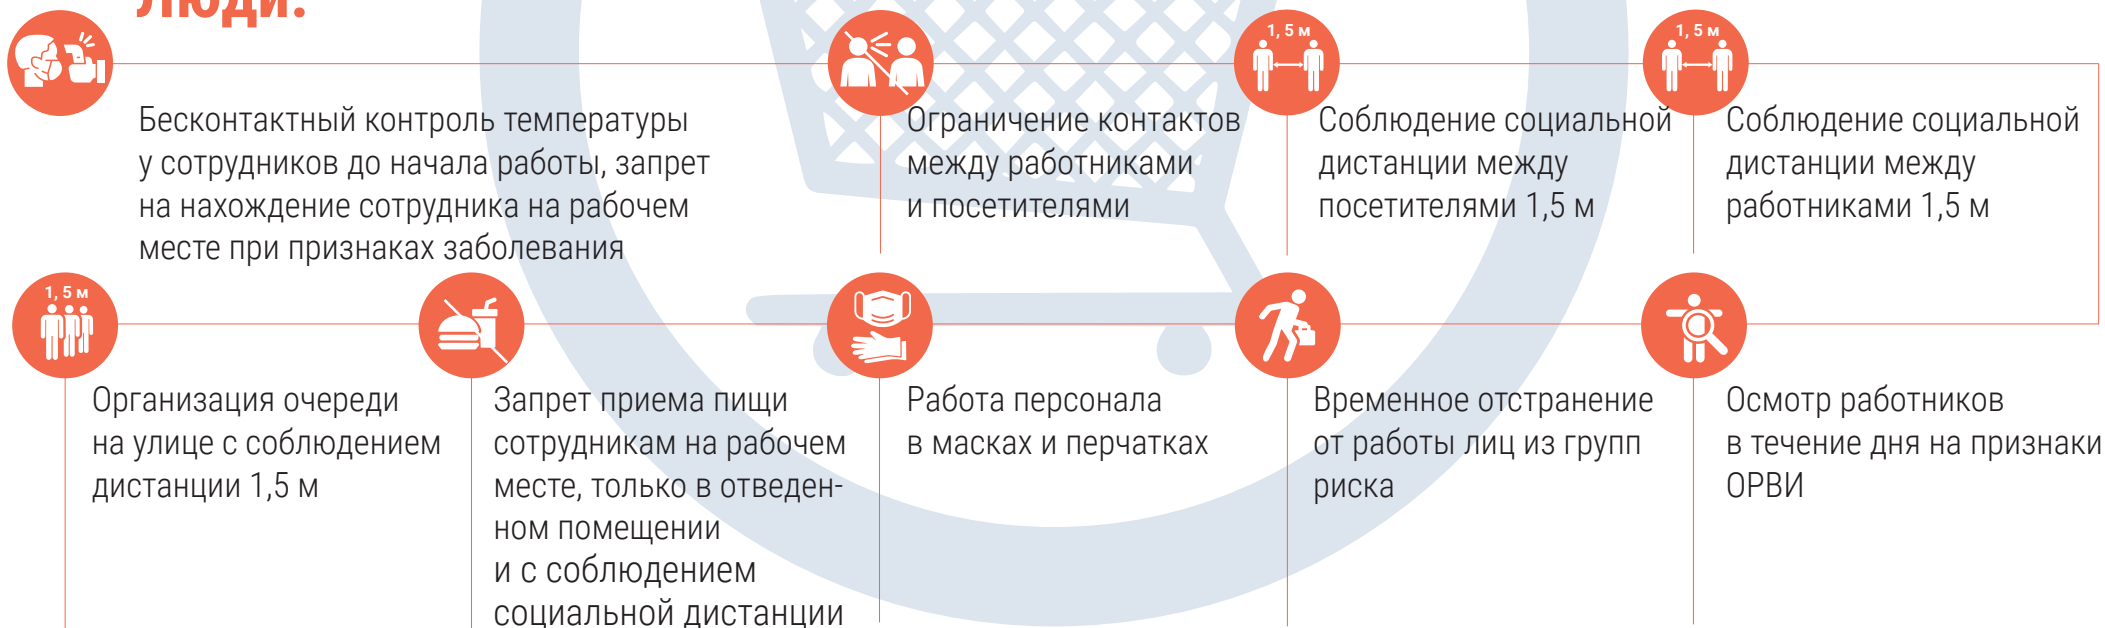 Люди:
Бесконтактный контроль температуры
у сотрудников до начала работы, запрет
на нахождение сотрудника на рабочем
месте при признаках заболевания
Ограничение контактов
между работниками
и посетителями
1, 5 м
Соблюдение социальной
дистанции между
посетителями 1,5 м
1, 5 м
Соблюдение социальной
дистанции между
работниками 1,5 м
1, 5 м
Организация очереди
на улице с соблюдением
дистанции 1,5 м
Запрет приема пищи
сотрудникам на рабочем
месте, только в отведен-
ном помещении
и с соблюдением
социальной дистанции
Работа персонала
в масках и перчатках
Временное отстранение
от работы лиц из групп
риска
Осмотр работников
в течение дня на признаки
ОРВИ